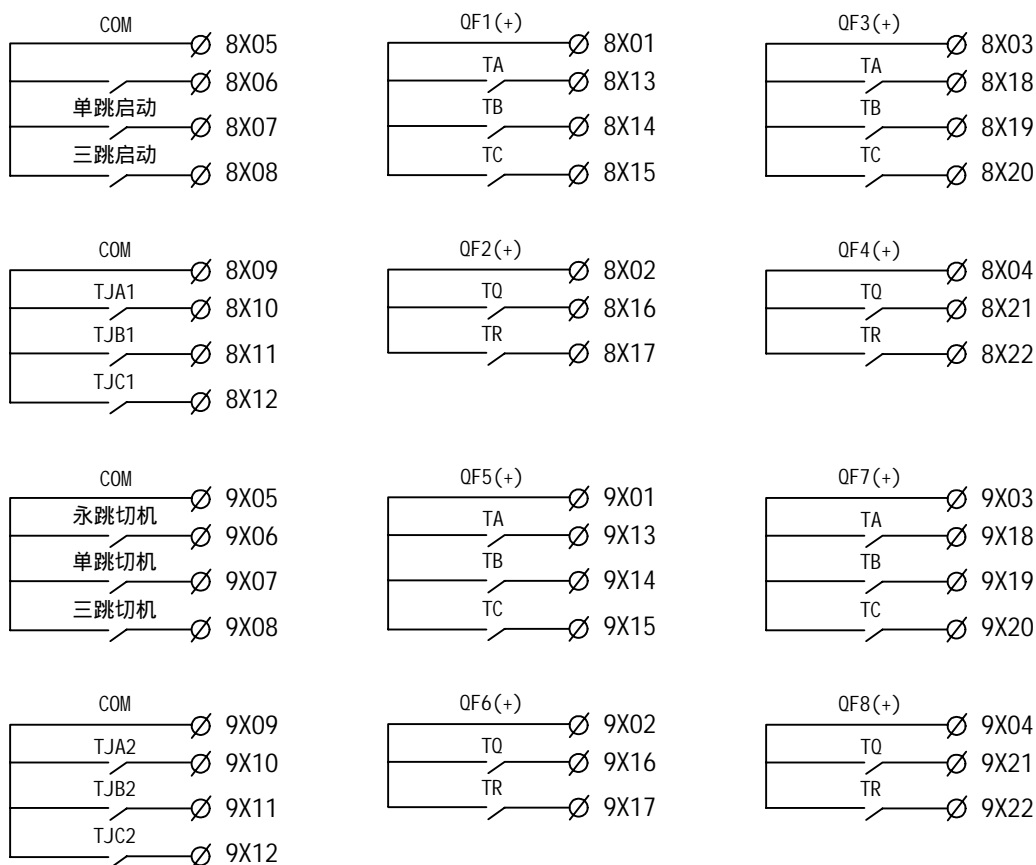 COM
8X05
8X06
单跳启动
8X07
三跳启动
8X08
QF1(+)
8X01
TA
8X13
TB
8X14
TC
8X15
QF3(+)
8X03
TA
8X18
TB
8X19
TC
8X20
COM
8X09
TJA1
8X10
TJB1
8X11
TJC1
8X12
QF2(+)
8X02
TQ
8X16
TR
8X17
QF4(+)
8X04
TQ
8X21
TR
8X22
COM
9X05
永跳切机
9X06
单跳切机
9X07
三跳切机
9X08
QF5(+)
9X01
TA
9X13
TB
9X14
TC
9X15
QF7(+)
9X03
TA
9X18
TB
9X19
TC
9X20
COM
9X09
TJA2
9X10
TJB2
9X11
TJC2
9X12
QF6(+)
9X02
TQ
9X16
TR
9X17
QF8(+)
9X04
TQ
9X21
TR
9X22